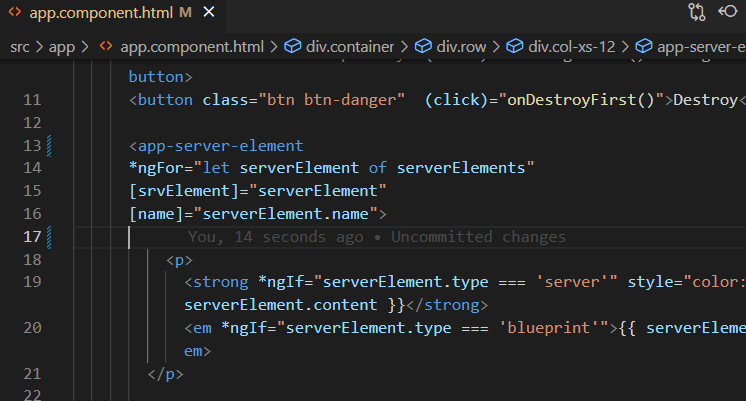 app.component.html M ×
src > app > app.component.html > div.container > div.row > div.col-xs-12 > app-server-e
button>
11 <button class="btn btn-danger"  (click)="onDestroyFirst()">Destroy<
12
13 <app-server-element
14 *ngFor="let serverElement of serverElements"
15 [srvElement]="serverElement"
16 [name]="serverElement.name">
17 You, 14 seconds ago • Uncommitted changes
18 <p>
19 <strong *ngIf="serverElement.type === 'server'" style="color:
serverElement.content }}</strong>
20 <em *ngIf="serverElement.type === 'blueprint'">{{ serverEleme
em>
21 </p>
22